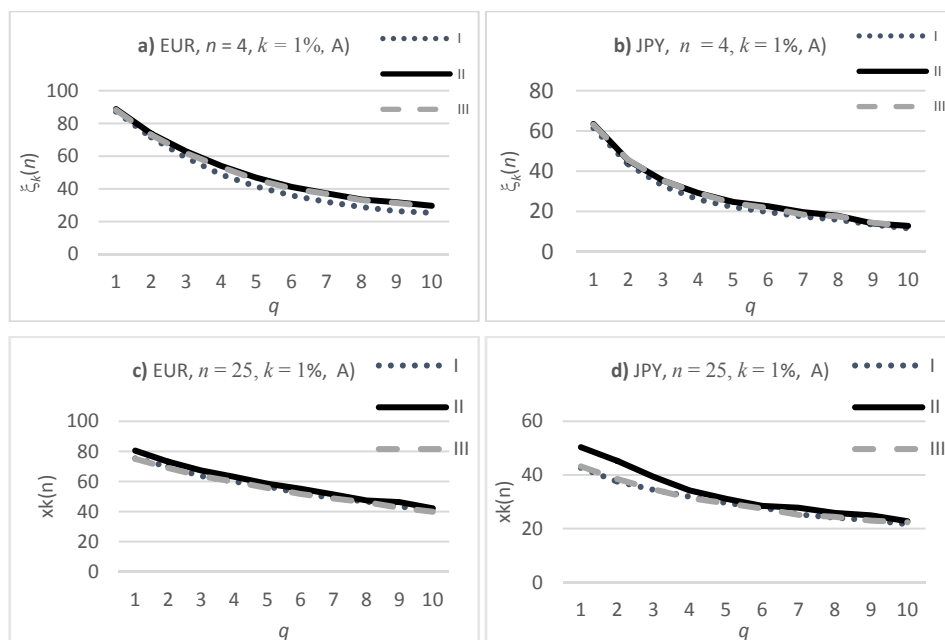 a) EUR, n = 4, k = 1%, A)
I
II
III
100
80
60
40
20
0
ξk(n)
1 2 3 4 5 6 7 8 9 10
q
b) JPY, n = 4, k = 1%, A)
I
II
III
80
60
40
20
0
ξk(n)
1 2 3 4 5 6 7 8 9 10
q
c) EUR, n = 25, k = 1%, A)
I
II
III
100
80
60
40
20
0
xk(n)
1 2 3 4 5 6 7 8 9 10
q
d) JPY, n = 25, k = 1%, A)
I
II
III
60
40
20
0
xk(n)
1 2 3 4 5 6 7 8 9 10
q